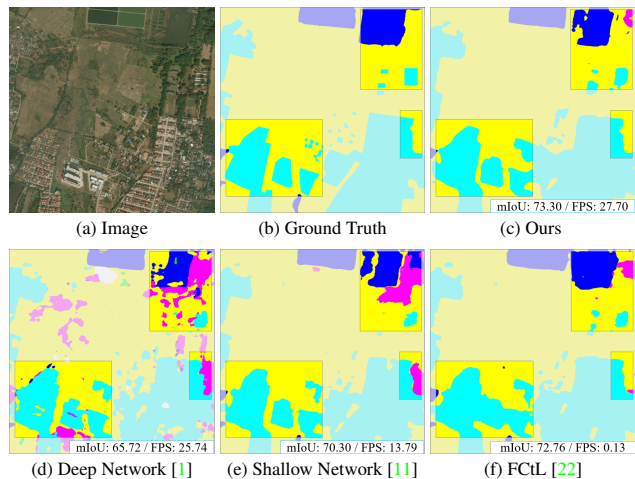 (a) Image
(b) Ground Truth
mIoU: 73.30 / FPS: 27.70
(c) Ours
mIoU: 65.72 / FPS: 25.74
(d) Deep Network [1]
mIoU: 70.30 / FPS: 13.79
(e) Shallow Network [11]
mIoU: 72.76 / FPS: 0.13
(f) FCtL [22]